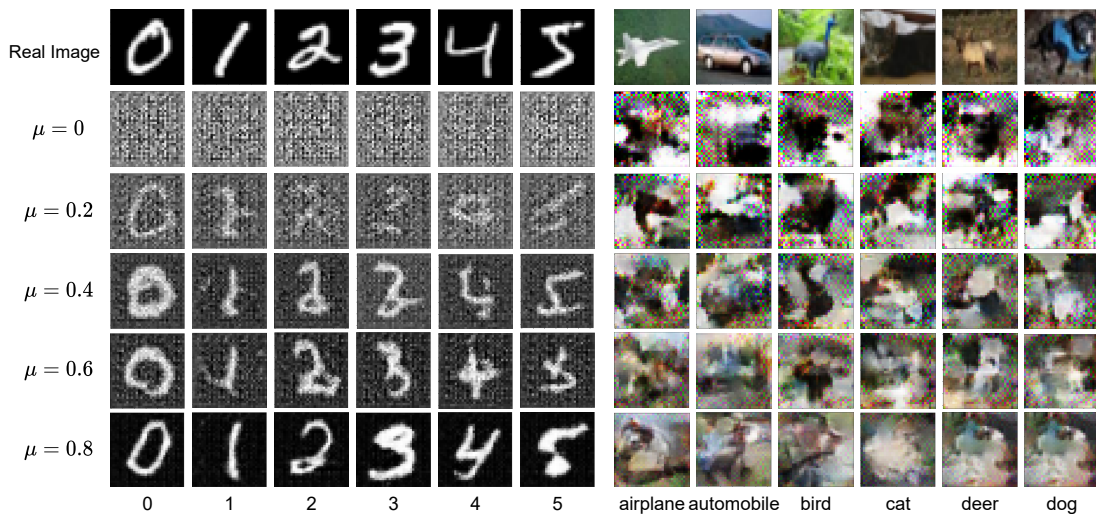 Real Image
μ = 0
μ = 0.2
μ = 0.4
μ = 0.6
μ = 0.8
0 1 2 3 4 5 airplane automobile bird cat deer dog